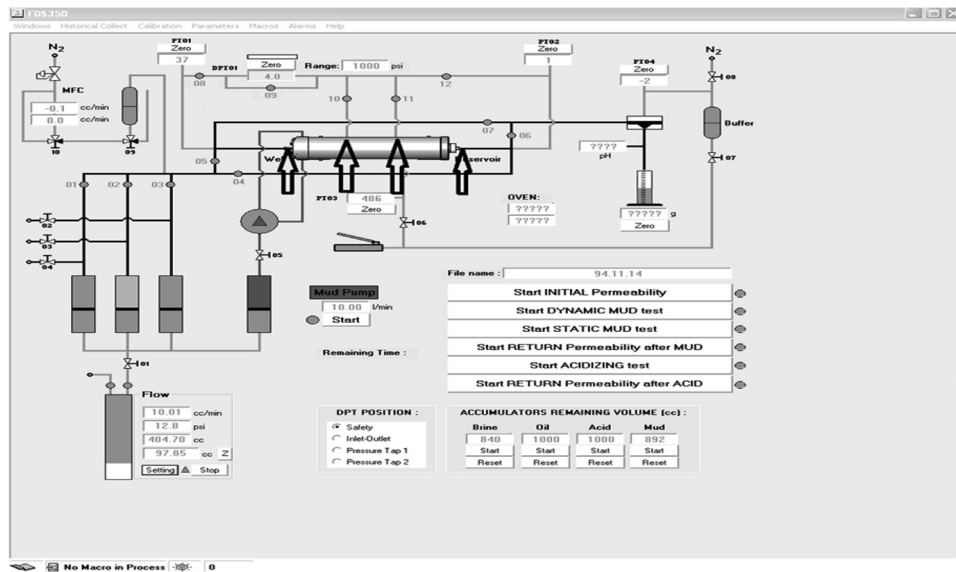 FDS350
Windows Historical Collect Calibration Parameters Macros Alarms Help
N2
MFC
-0.1 cc/min
0.0 cc/min
10
09
PT01
Zero
37
DPT01
Zero
4.0
Range: 1000 psi
08
09
10
11
12
PT02
Zero
1
PT04
Zero
-2
N2
08
Buffer
07
07
06
???? pH
????? g
Zero
05
04
We
servoir
01
02
03
PT03
486
Zero
06
OVEN:
?????
?????
02
03
04
05
01
Mud Pump
10.00 l/min
Start
Remaining Time :
File name : 94.11.14
Start INITIAL Permeability
Start DYNAMIC MUD test
Start STATIC MUD test
Start RETURN Permeability after MUD
Start ACIDIZING test
Start RETURN Permeability after ACID
Flow
10.01 cc/min
12.8 psi
404.70 cc
97.85 cc Z
Setting Stop
DPT POSITION :
Safety
Inlet-Outlet
Pressure Tap 1
Pressure Tap 2
ACCUMULATORS REMAINING VOLUME (cc) :
Brine Oil Acid Mud
840 1000 1000 892
Start Start Start Start
Reset Reset Reset Reset
No Macro in Process 0